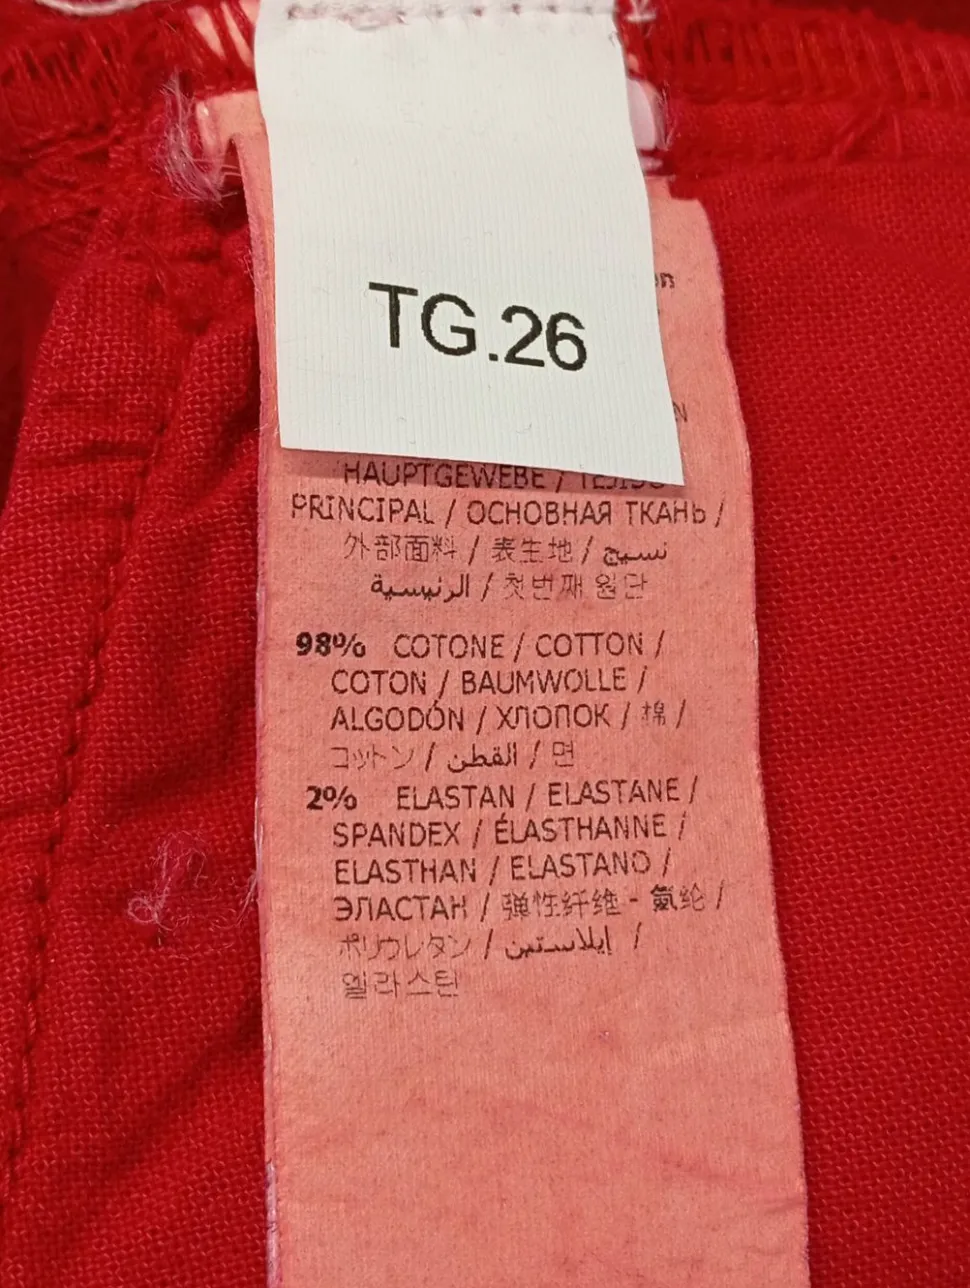 TG.26
HAUPTGEWEBE / TEJIDO
PRINCIPAL / ОСНОВНАЯ ТКАНЬ /
外部面料 / 表生地 / نسيج
الرئيسية / 첫번째 원단
98% COTONE / COTTON /
COTON / BAUMWOLLE /
ALGODÓN / ХЛОПОК / 棉 /
コットン / القطن / 면
2% ELASTAN / ELASTANE /
SPANDEX / ÉLASTHANNE /
ELASTHAN / ELASTANO /
ЭЛАСТАН / 弹性纤维 - 氨纶 /
ポリウレタン / إيلاستين /
엘라스틴